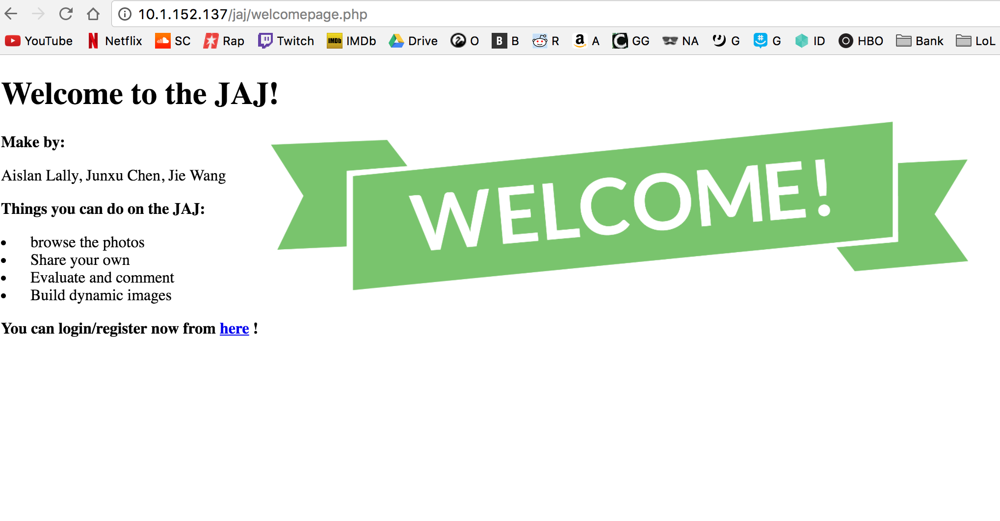 10.1.152.137/jaj/welcomepage.php
YouTube Netflix SC Rap Twitch IMDb IMDb Drive O B B R a A C GG NA G # G ID HBO Bank LoL
Welcome to the JAJ!
Make by:
Aislan Lally, Junxu Chen, Jie Wang
Things you can do on the JAJ:
browse the photos
Share your own
Evaluate and comment
Build dynamic images
You can login/register now from here !
WELCOME!